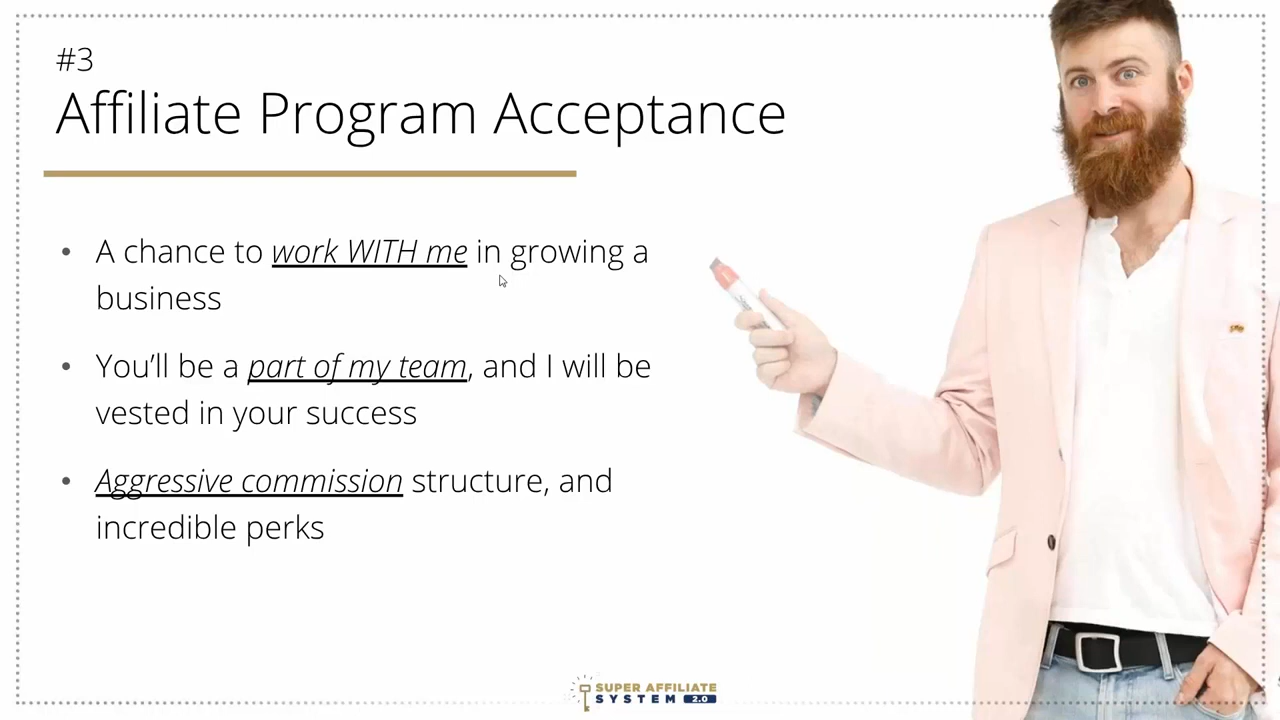 #3
Affiliate Program Acceptance
• A chance to work WITH me in growing a
business
• You’ll be a part of my team, and I will be
vested in your success
• Aggressive commission structure, and
incredible perks
SUPER AFFILIATE
SYSTEM 2.0